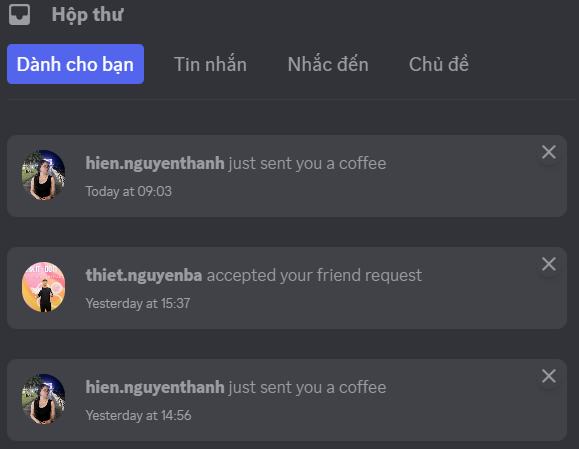 Hộp thư
Dành cho bạn Tin nhắn Nhắc đến Chủ đề
hien.nguyenthanh just sent you a coffee
Today at 09:03
thiet.nguyenba accepted your friend request
Yesterday at 15:37
hien.nguyenthanh just sent you a coffee
Yesterday at 14:56